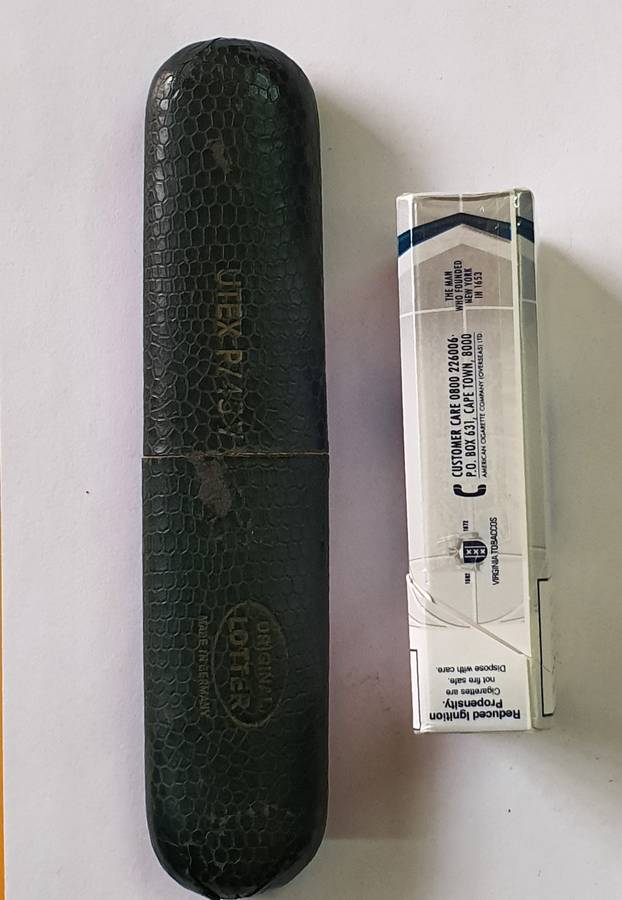 UTEX-P
ORIGINAL
LOTTER
MADE IN GERMANY
THE MAN
WHO FOUNDED
NEW YORK
IN 1653
CUSTOMER CARE 0800 226006
P.O. BOX 631, CAPE TOWN, 8000
AMERICAN CIGARETTE COMPANY (OVERSEAS) LTD
VIRGINIA TOBACCOS
Reduced Ignition
Propensity.
Cigarettes are
not fire safe.
Dispose with care.